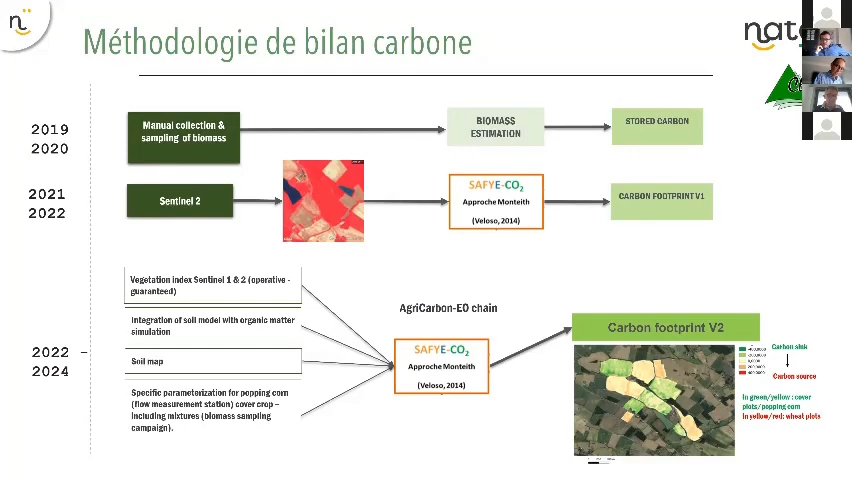 nü
Méthodologie de bilan carbone
2019
2020
Manual collection &
sampling of biomass
BIOMASS
ESTIMATION
STORED CARBON
2021
2022
Sentinel 2
SAFYE-CO2
Approche Monteith
(Veloso, 2014)
CARBON FOOTPRINT V1
Vegetation index Sentinel 1 & 2 (operative -
guaranteed)
Integration of soil model with organic matter
simulation
Soil map
Specific parameterization for popping corn
(flow measurement station) cover crop –
including mixtures (biomass sampling
campaign).
2022 –
2024
AgriCarbon-EO chain
SAFYE-CO2
Approche Monteith
(Veloso, 2014)
Carbon footprint V2
Carbon sink
Carbon source
In green/yellow : cover
plots/popping corn
In yellow/red: wheat plots